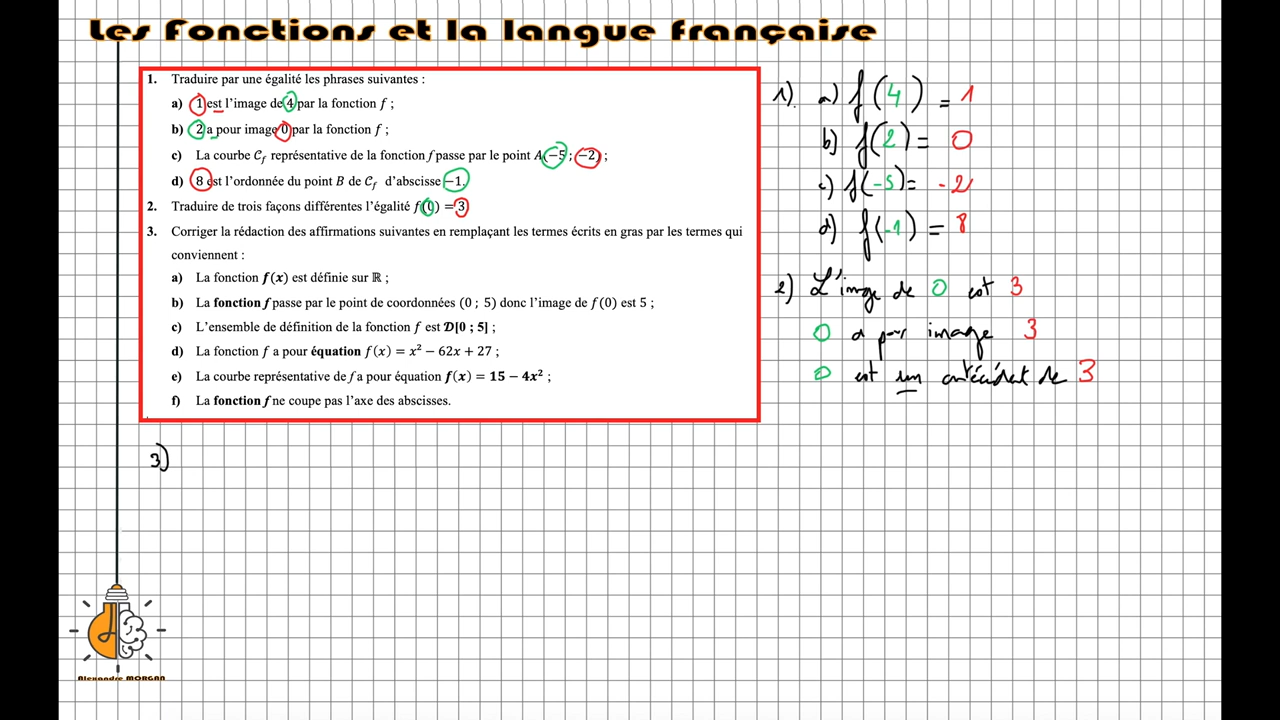 Les Fonctions et la langue française
1. Traduire par une égalité les phrases suivantes :
a) 1 est l'image de 4 par la fonction f ;
b) 2 a pour image 0 par la fonction f ;
c) La courbe Cf représentative de la fonction f passe par le point A(−5 ; −2) ;
d) 8 est l'ordonnée du point B de Cf d'abscisse −1.
2. Traduire de trois façons différentes l'égalité f(0) = 3
3. Corriger la rédaction des affirmations suivantes en remplaçant les termes écrits en gras par les termes qui
conviennent :
a) La fonction f(x) est définie sur ℝ ;
b) La fonction f passe par le point de coordonnées (0 ; 5) donc l'image de f(0) est 5 ;
c) L'ensemble de définition de la fonction f est D[0 ; 5] ;
d) La fonction f a pour équation f(x) = x² − 62x + 27 ;
e) La courbe représentative de f a pour équation f(x) = 15 − 4x² ;
f) La fonction f ne coupe pas l'axe des abscisses.
1). a) f(4) = 1
b) f(2) = 0
c) f(-5) = -2
d) f(-1) = 8
2) L'image de 0 est 3
0 a pour image 3
0 est un antécédent de 3
3)
Alexandre MORGAN